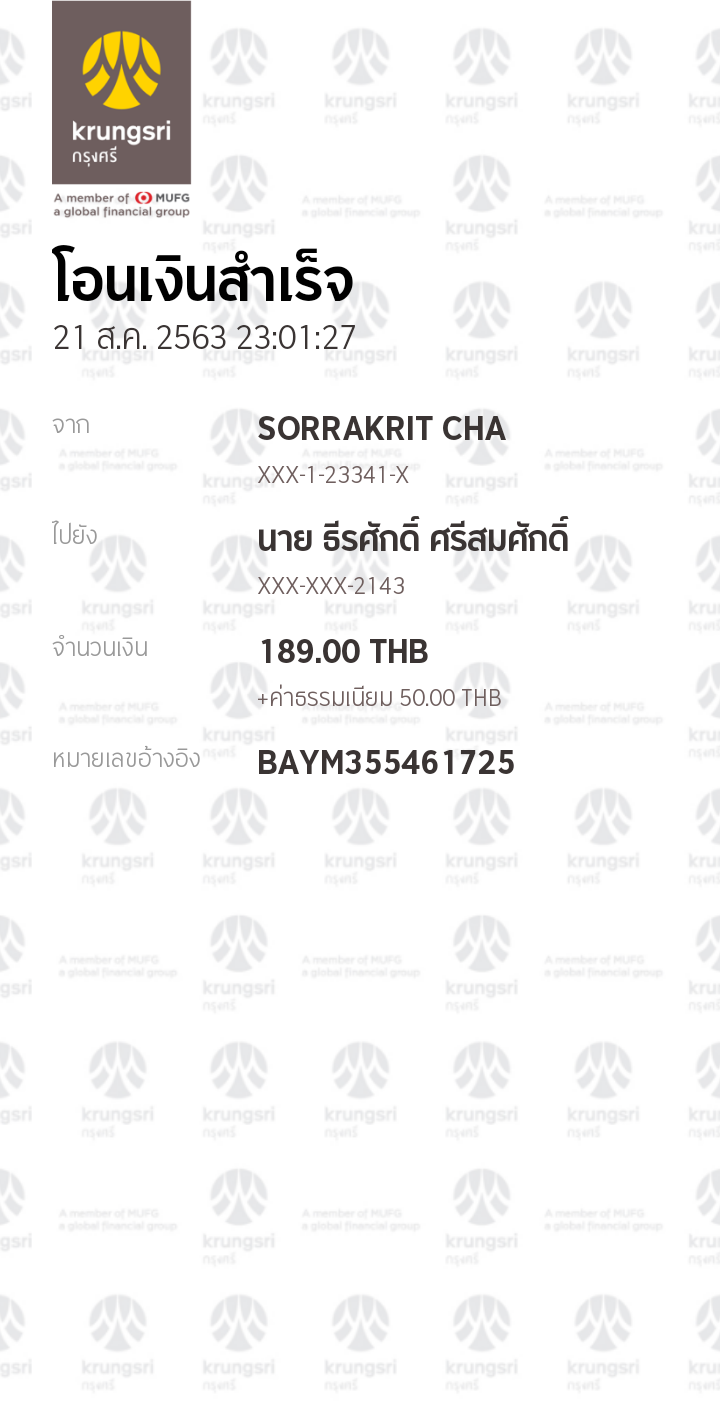 krungsri
กรุงศรี
A member of MUFG
a global financial group
โอนเงินสำเร็จ
21 ส.ค. 2563 23:01:27
จาก
SORRAKRIT CHA
XXX-1-23341-X
ไปยัง
นาย ธีรศักดิ์ ศรีสมศักดิ์
XXX-XXX-2143
จำนวนเงิน
189.00 THB
+ค่าธรรมเนียม 50.00 THB
หมายเลขอ้างอิง
BAYM355461725